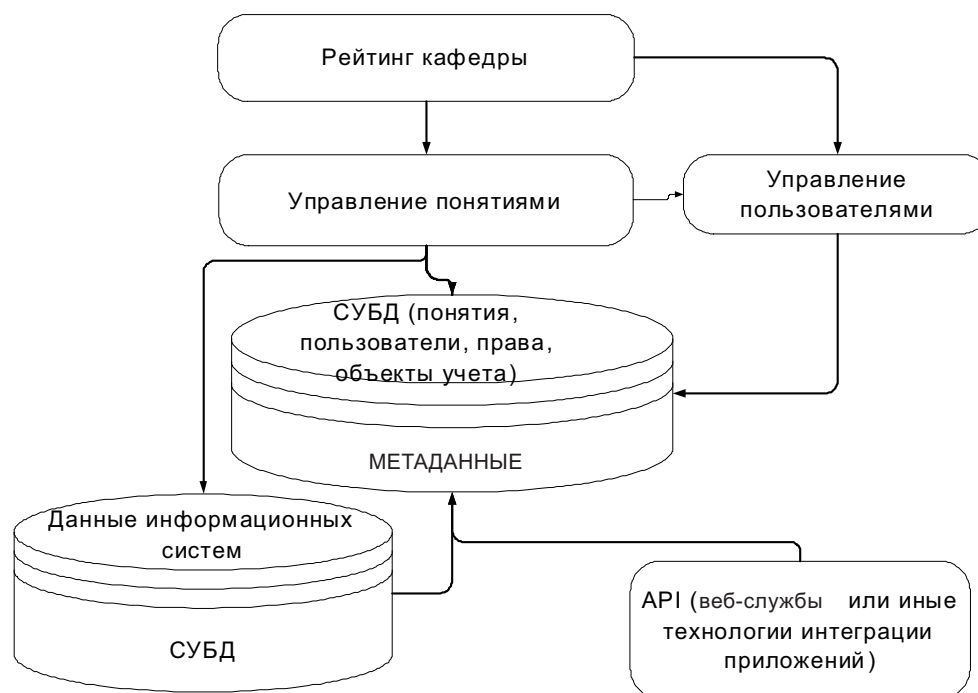 Рейтинг кафедры
Управление понятиями
Управление
пользователями
СУБД (понятия,
пользователи, права,
объекты учета)
МЕТАДАННЫЕ
Данные информационных
систем
СУБД
API (веб-службы или иные
технологии интеграции
приложений)